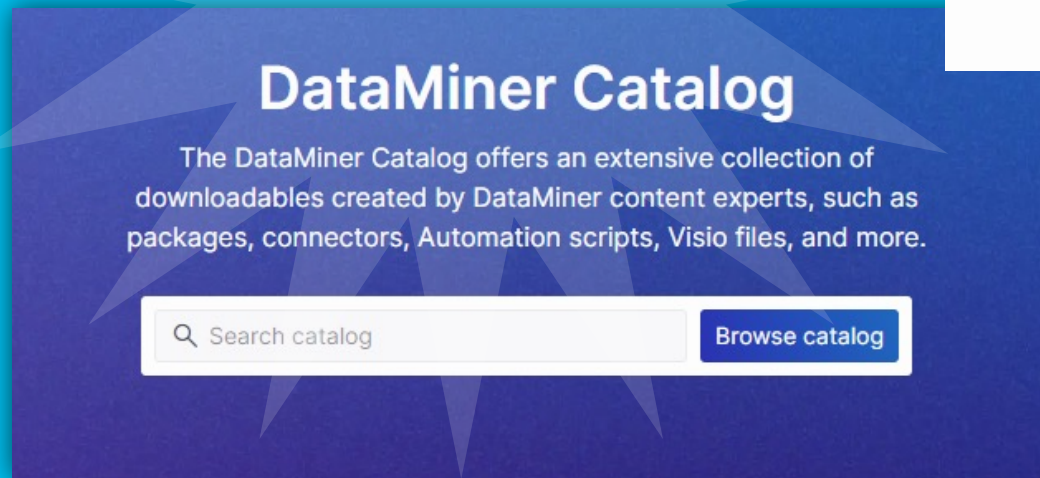 DataMiner Catalog
The DataMiner Catalog offers an extensive collection of
downloadables created by DataMiner content experts, such as
packages, connectors, Automation scripts, Visio files, and more.
Search catalog
Browse catalog